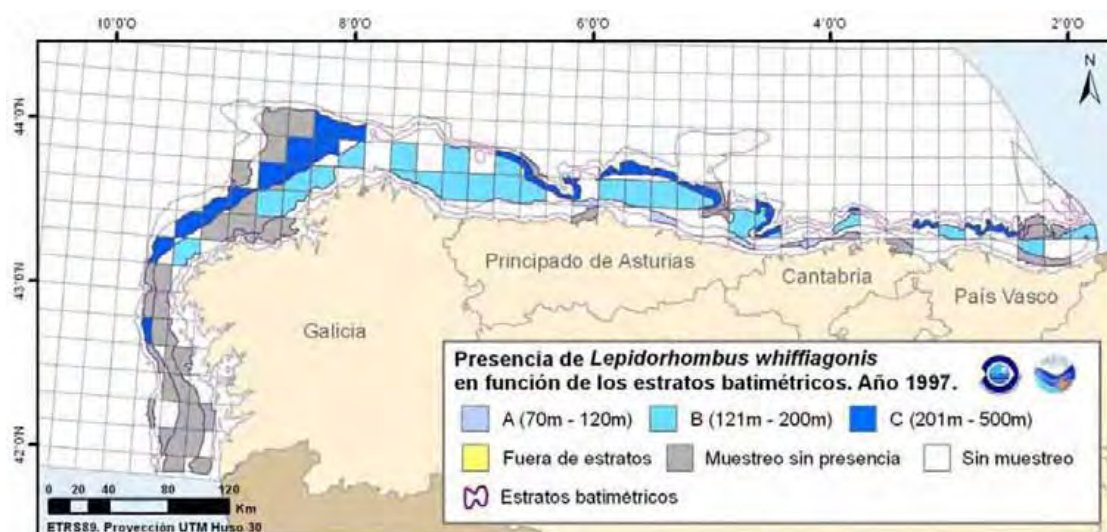 10°0'O 8°0'O 6°0'O 4°0'O 2°0'O
N
44°0'N
43°0'N
42°0'N
Principado de Asturias
Cantabria
País Vasco
Galicia
Presencia de Lepidorhombus whiffiagonis
en función de los estratos batimétricos. Año 1997.
A (70m - 120m) B (121m - 200m) C (201m - 500m)
Fuera de estratos Muestreo sin presencia Sin muestreo
Estratos batimétricos
0 20 40 80 120
Km
ETRS89. Proyección UTM Huso 30